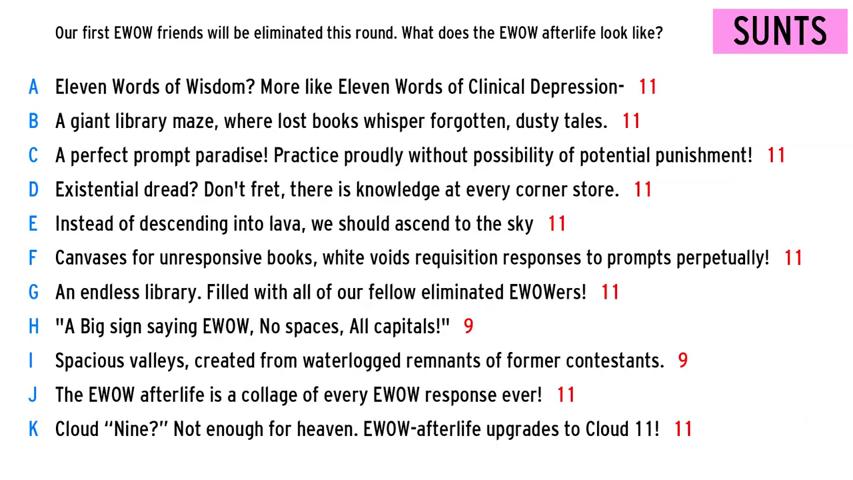 Our first EWOW friends will be eliminated this round. What does the EWOW afterlife look like?
SUNTS
A Eleven Words of Wisdom? More like Eleven Words of Clinical Depression- 11
B A giant library maze, where lost books whisper forgotten, dusty tales. 11
C A perfect prompt paradise! Practice proudly without possibility of potential punishment! 11
D Existential dread? Don't fret, there is knowledge at every corner store. 11
E Instead of descending into lava, we should ascend to the sky 11
F Canvases for unresponsive books, white voids requisition responses to prompts perpetually! 11
G An endless library. Filled with all of our fellow eliminated EWOWers! 11
H "A Big sign saying EWOW, No spaces, All capitals!" 9
I Spacious valleys, created from waterlogged remnants of former contestants. 9
J The EWOW afterlife is a collage of every EWOW response ever! 11
K Cloud “Nine?” Not enough for heaven. EWOW-afterlife upgrades to Cloud 11! 11